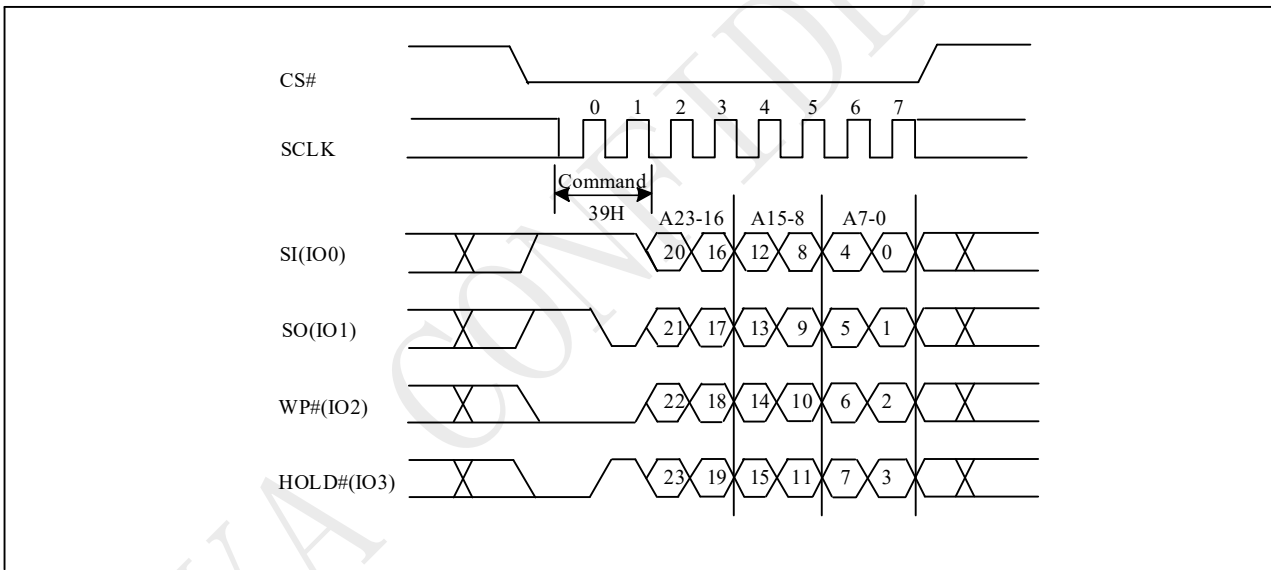 CS#
0 1 2 3 4 5 6 7
SCLK
Command
39H
A23-16 A15-8 A7-0
SI(IO0) 20 16 12 8 4 0
SO(IO1) 21 17 13 9 5 1
WP#(IO2) 22 18 14 10 6 2
HOLD#(IO3) 23 19 15 11 7 3